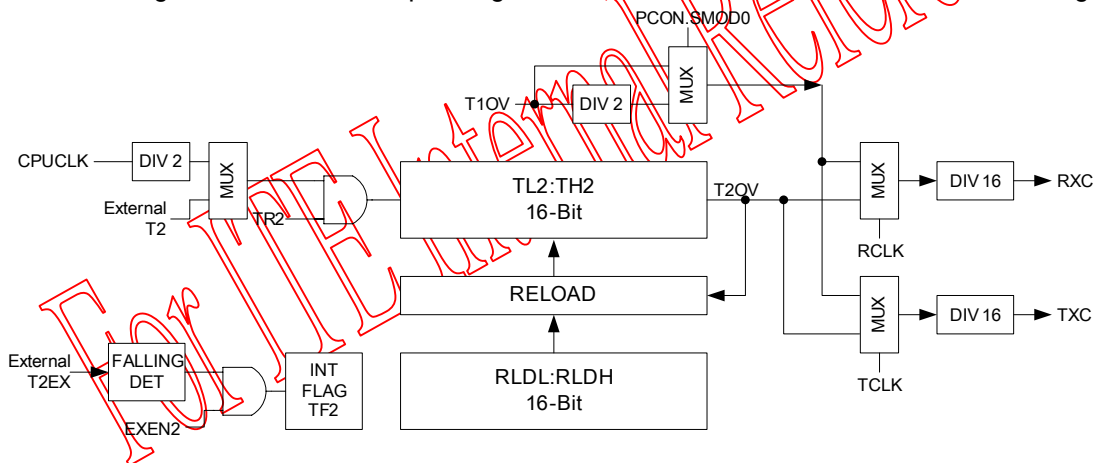 PCON.SMOD0
T1OV
DIV 2
MUX
CPUCLK
DIV 2
MUX
External
T2
TR2
TL2:TH2
16-Bit
T2OV
MUX
DIV 16
RXC
RCLK
RELOAD
MUX
DIV 16
TXC
TCLK
External
T2EX
FALLING
DET
EXEN2
INT
FLAG
TF2
RLDL:RLDH
16-Bit
For ITE Internal